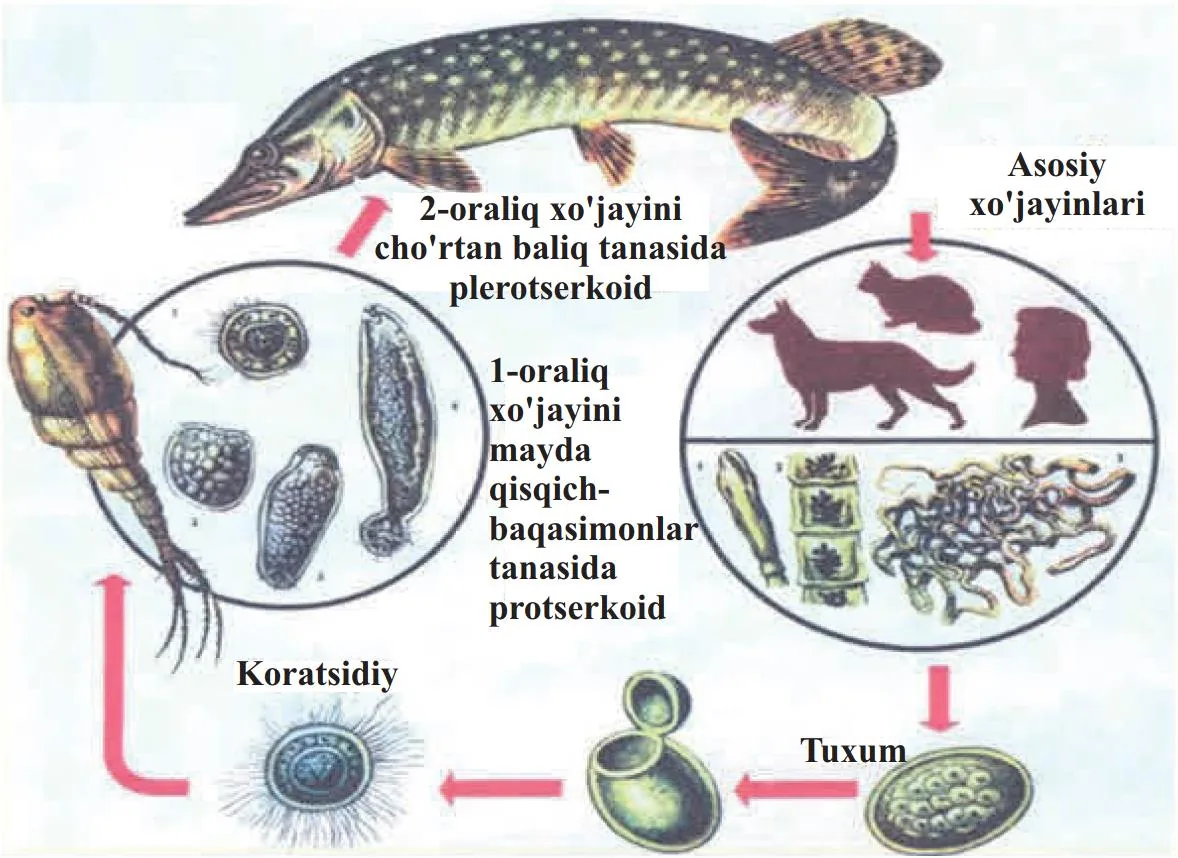 Asosiy
xo'jayinlari
2-oraliq xo'jayini
cho'rtan baliq tanasida
plerotserkoid
1-oraliq
xo'jayini
mayda
qisqich-
baqasimonlar
tanasida
protserkoid
Koratsidiy
Tuxum